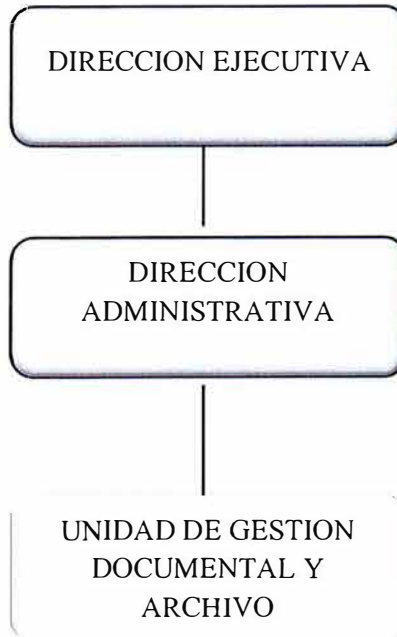 DIRECCION EJECUTIVA
DIRECCION
ADMINISTRATIVA
UNIDAD DE GESTION
DOCUMENTAL Y
ARCHIVO